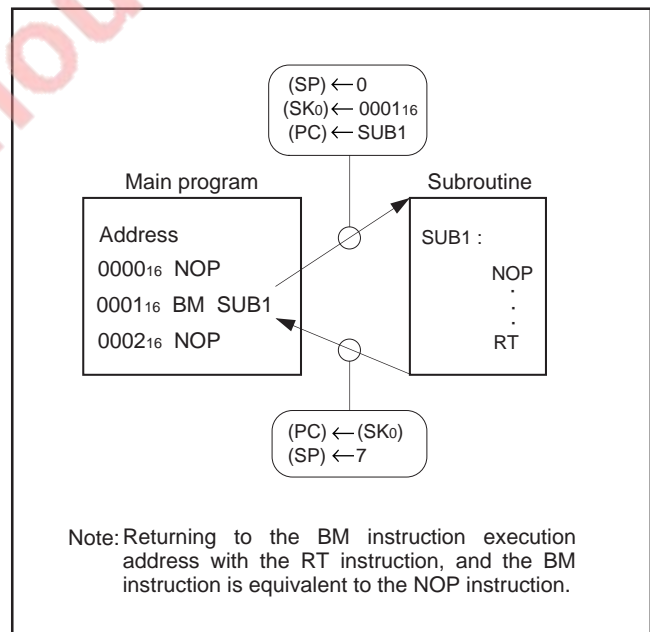 (SP) ← 0
(SK0) ← 000116
(PC) ← SUB1
Main program
Address
000016 NOP
000116 BM SUB1
000216 NOP
Subroutine
SUB1 :
NOP
·
·
·
RT
(PC) ← (SK0)
(SP) ← 7
Note: Returning to the BM instruction execution
address with the RT instruction, and the BM
instruction is equivalent to the NOP instruction.